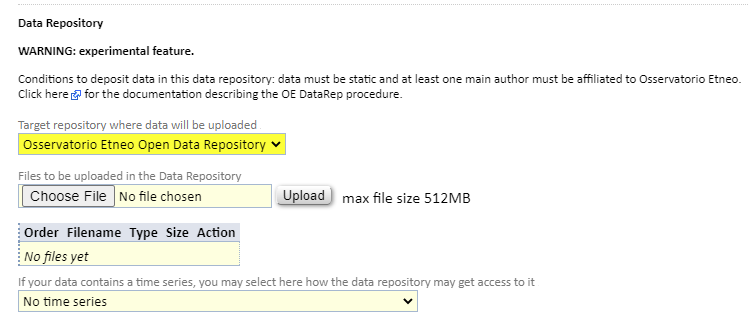 Data Repository
WARNING: experimental feature.
Conditions to deposit data in this data repository: data must be static and at least one main author must be affiliated to Osservatorio Etneo.
Click here for the documentation describing the OE DataRep procedure.
Target repository where data will be uploaded
Osservatorio Etneo Open Data Repository
Files to be uploaded in the Data Repository
Choose File No file chosen Upload max file size 512MB
Order Filename Type Size Action
No files yet
If your data contains a time series, you may select here how the data repository may get access to it
No time series